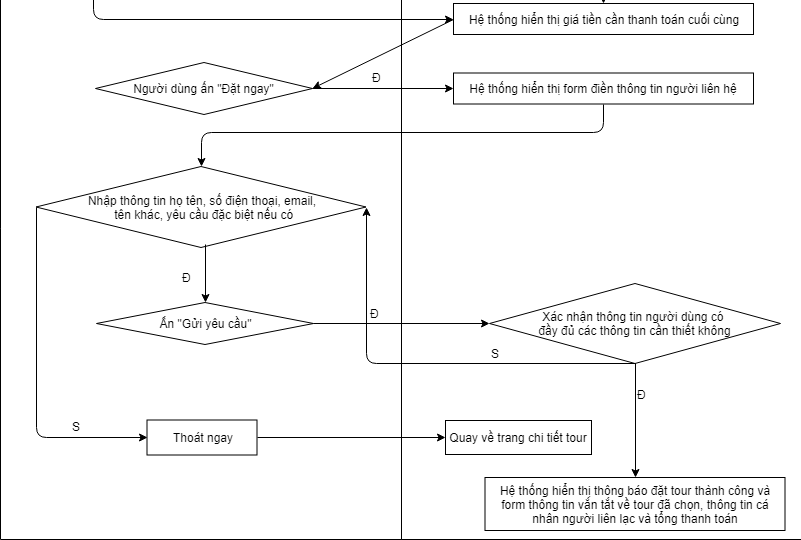 Hệ thống hiển thị giá tiền cần thanh toán cuối cùng
Người dùng ấn "Đặt ngay"
Đ
Hệ thống hiển thị form điền thông tin người liên hệ
Nhập thông tin họ tên, số điện thoại, email,
tên khác, yêu cầu đặc biệt nếu có
Đ
Ấn "Gửi yêu cầu"
Đ
Xác nhận thông tin người dùng có
đầy đủ các thông tin cần thiết không
S
Đ
S
Thoát ngay
Quay về trang chi tiết tour
Hệ thống hiển thị thông báo đặt tour thành công và
form thông tin vắn tắt về tour đã chọn, thông tin cá
nhân người liên lạc và tổng thanh toán